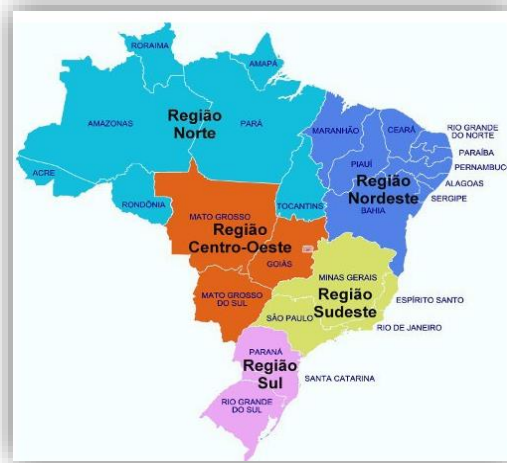 RORAIMA
AMAPÁ
AMAZONAS
Região
Norte
PARÁ
MARANHÃO
CEARÁ
RIO GRANDE
DO NORTE
PARAÍBA
PIAUÍ
PERNAMBUCO
ACRE
Região
Nordeste
ALAGOAS
SERGIPE
RONDÔNIA
TOCANTINS
BAHIA
MATO GROSSO
Região
Centro-Oeste
GOIÁS
MINAS GERAIS
Região
Sudeste
MATO GROSSO
DO SUL
ESPÍRITO SANTO
SÃO PAULO
RIO DE JANEIRO
PARANÁ
Região
Sul
SANTA CATARINA
RIO GRANDE
DO SUL